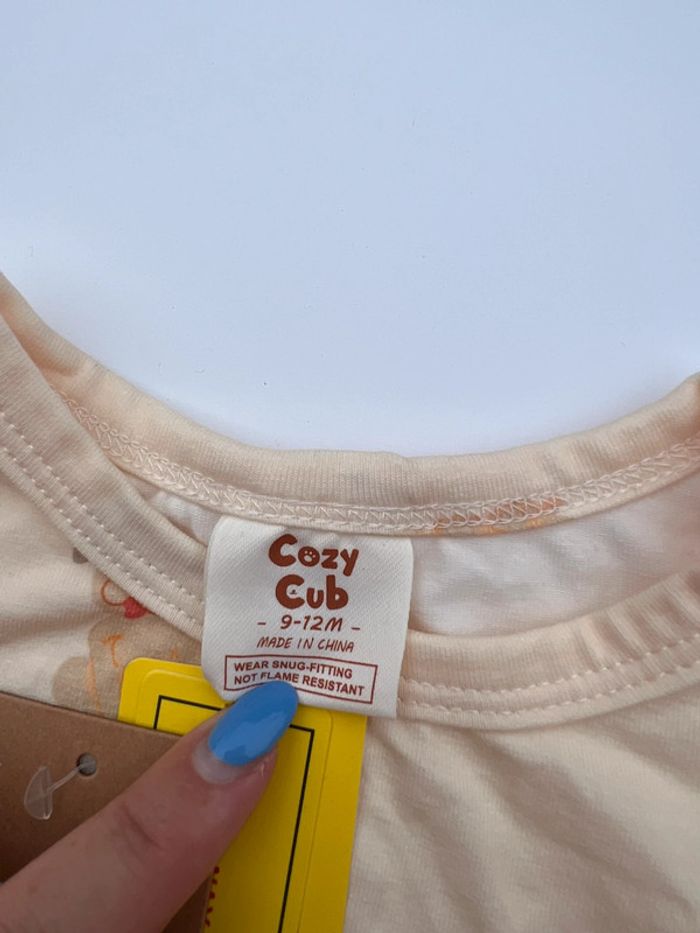 Cozy
Cub
- 9-12M -
MADE IN CHINA
WEAR SNUG-FITTING
NOT FLAME RESISTANT